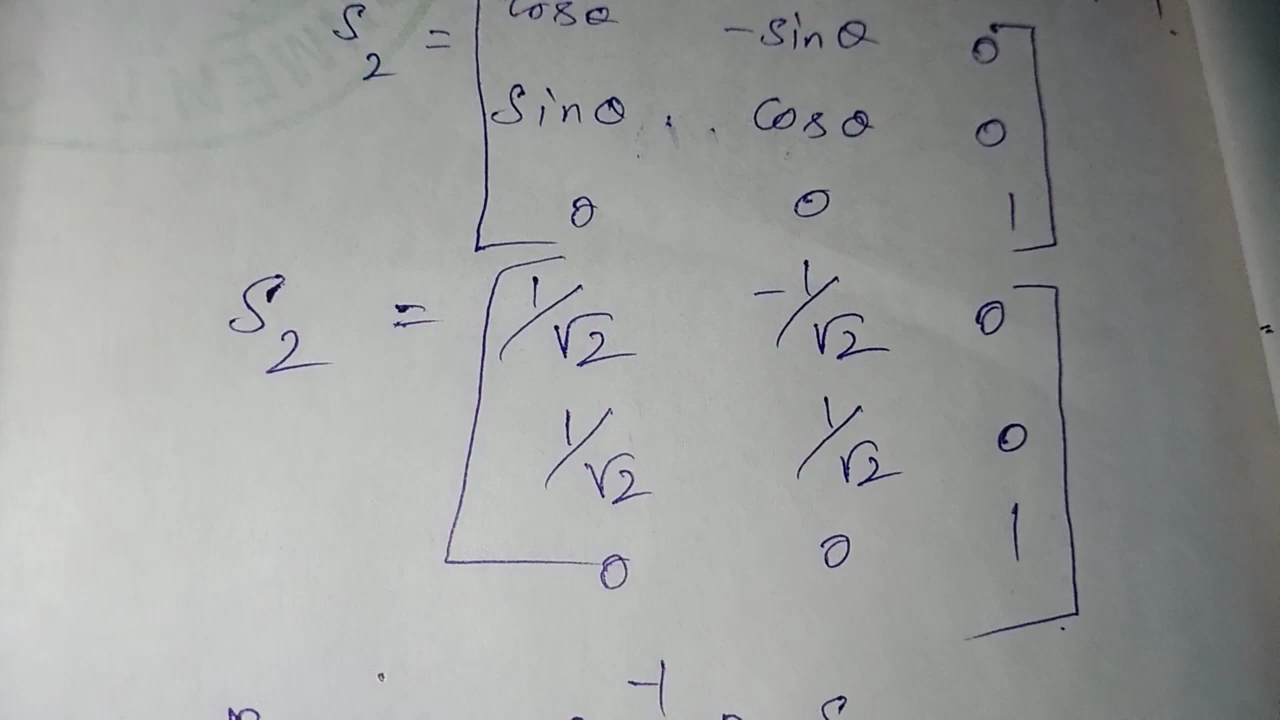 S₂ = [ cosθ -sinθ 0
sinθ cosθ 0
0 0 1 ]
S₂ = [ 1/√2 -1/√2 0
1/√2 1/√2 0
0 0 1 ]
-1